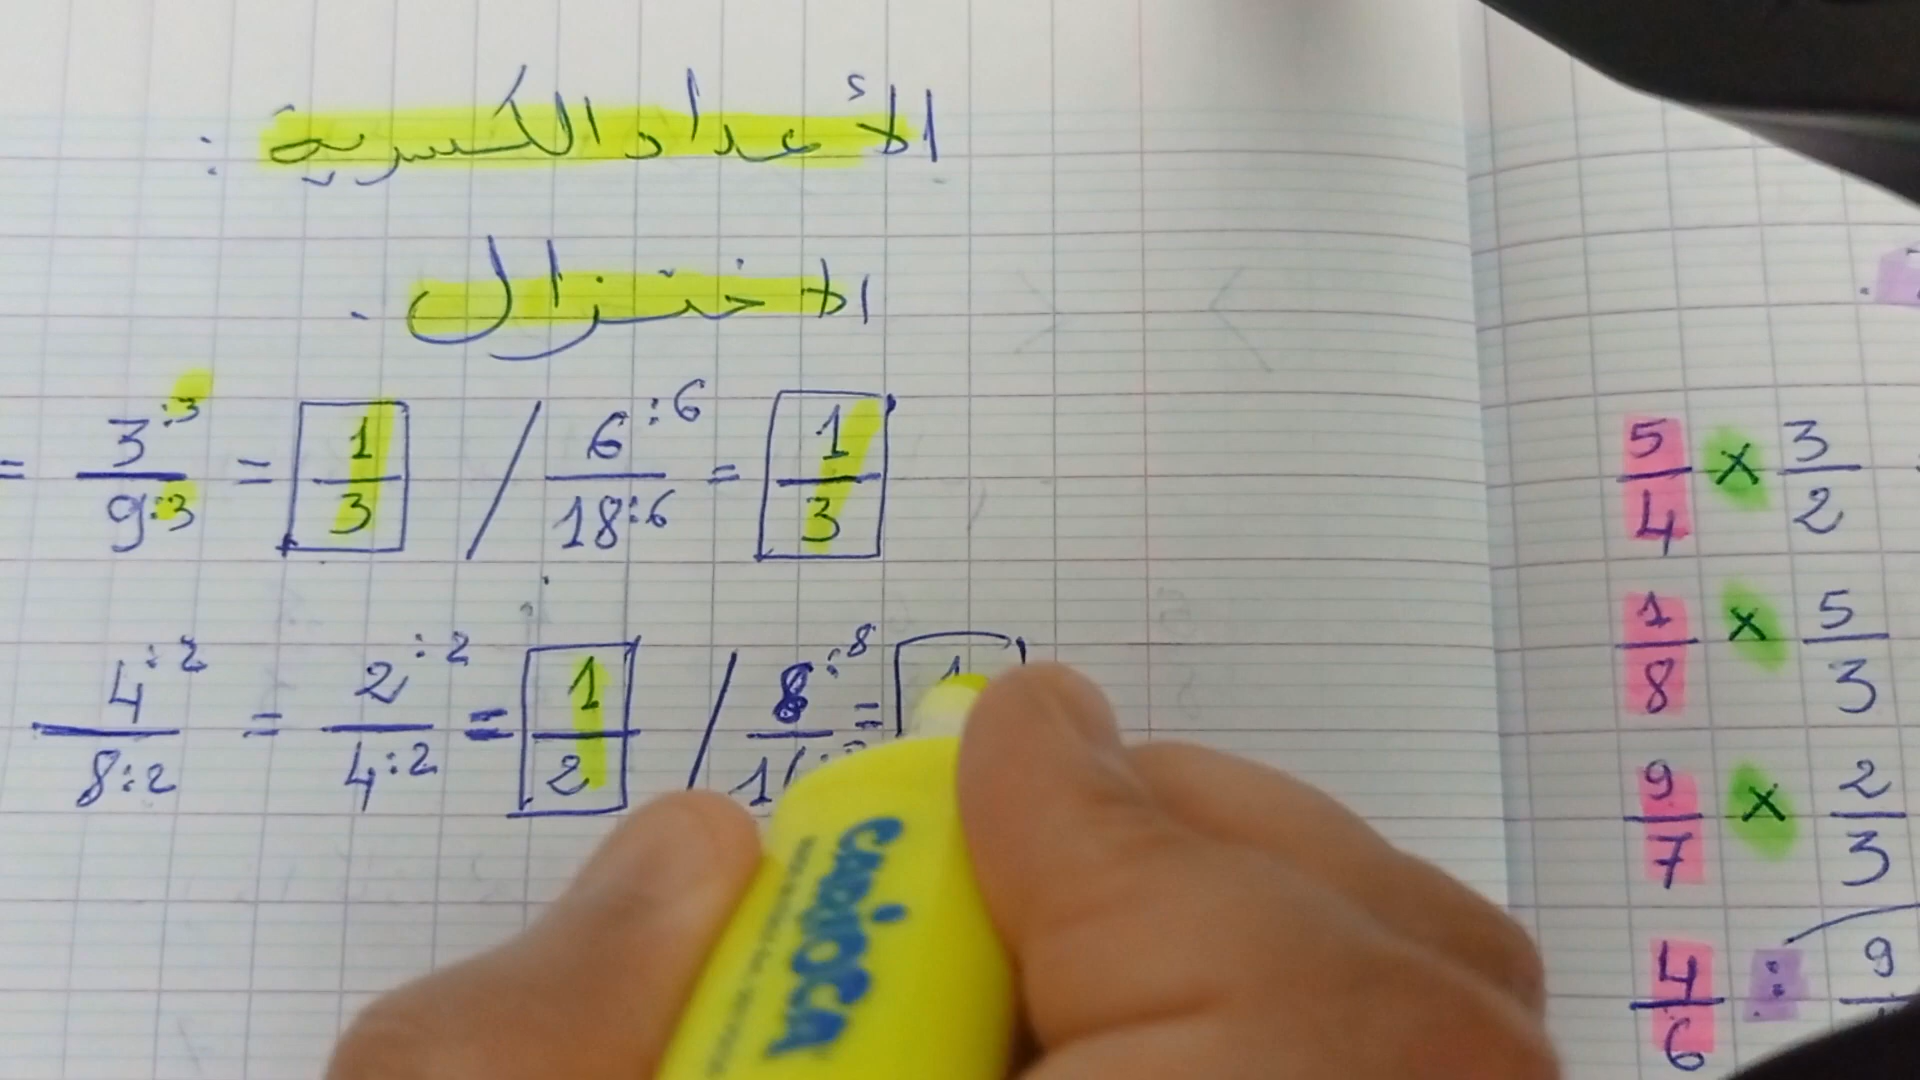 الأعداد الكسرية :
الاختزال .
= 3:3/9:3 = 1/3 / 6:6/18:6 = 1/3
4:2/8:2 = 2:2/4:2 = 1/2 / 8:8/ = 1
5/4 × 3/2
1/8 × 5/3
9/7 × 2/3
4/6 : 9
CARIOCA